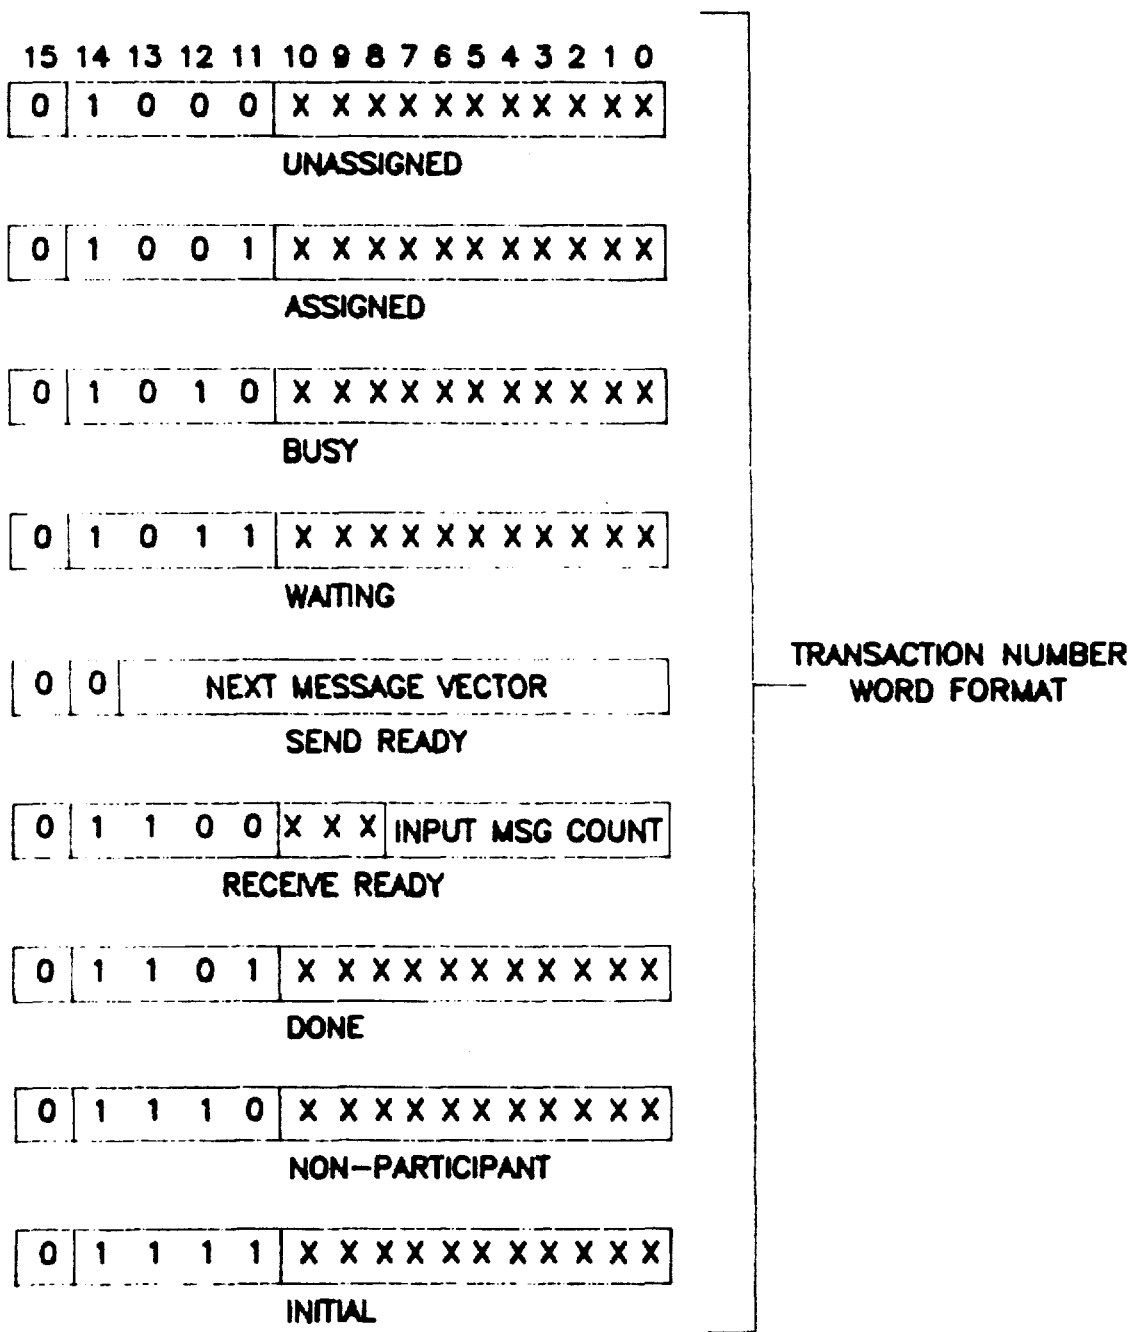 15 14 13 12 11 10 9 8 7 6 5 4 3 2 1 0
0 1 0 0 0 X X X X X X X X X X X
UNASSIGNED
0 1 0 0 1 X X X X X X X X X X X
ASSIGNED
0 1 0 1 0 X X X X X X X X X X X
BUSY
0 1 0 1 1 X X X X X X X X X X X
WAITING
0 0 NEXT MESSAGE VECTOR
SEND READY
0 1 1 0 0 X X X INPUT MSG COUNT
RECEIVE READY
0 1 1 0 1 X X X X X X X X X X X
DONE
0 1 1 1 0 X X X X X X X X X X X
NON-PARTICIPANT
0 1 1 1 1 X X X X X X X X X X X
INITIAL
TRANSACTION NUMBER
WORD FORMAT